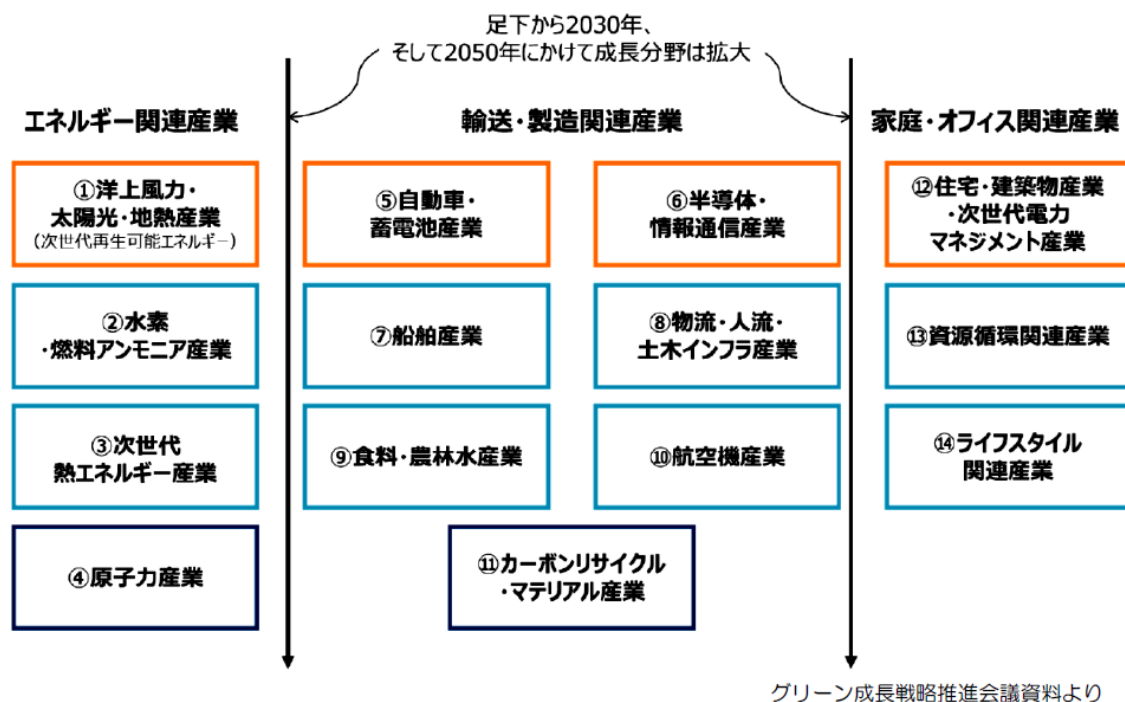 足下から2030年、
そして2050年にかけて成長分野は拡大
エネルギー関連産業
輸送・製造関連産業
家庭・オフィス関連産業
①洋上風力・
太陽光・地熱産業
(次世代再生可能エネルギー)
⑤自動車・
蓄電池産業
⑥半導体・
情報通信産業
⑫住宅・建築物産業
・次世代電力
マネジメント産業
②水素
・燃料アンモニア産業
⑦船舶産業
⑧物流・人流・
土木インフラ産業
⑬資源循環関連産業
③次世代
熱エネルギー産業
⑨食料・農林水産業
⑩航空機産業
⑭ライフスタイル
関連産業
④原子力産業
⑪カーボンリサイクル
・マテリアル産業
グリーン成長戦略推進会議資料より